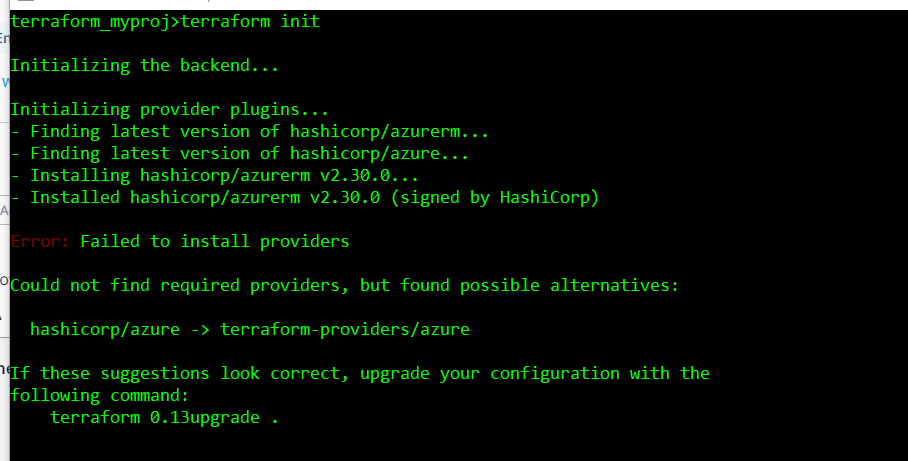 terraform_myproj>terraform init
Initializing the backend...
Initializing provider plugins...
- Finding latest version of hashicorp/azurerm...
- Finding latest version of hashicorp/azure...
- Installing hashicorp/azurerm v2.30.0...
- Installed hashicorp/azurerm v2.30.0 (signed by HashiCorp)
Error: Failed to install providers
Could not find required providers, but found possible alternatives:
hashicorp/azure -> terraform-providers/azure
If these suggestions look correct, upgrade your configuration with the
following command:
terraform 0.13upgrade .